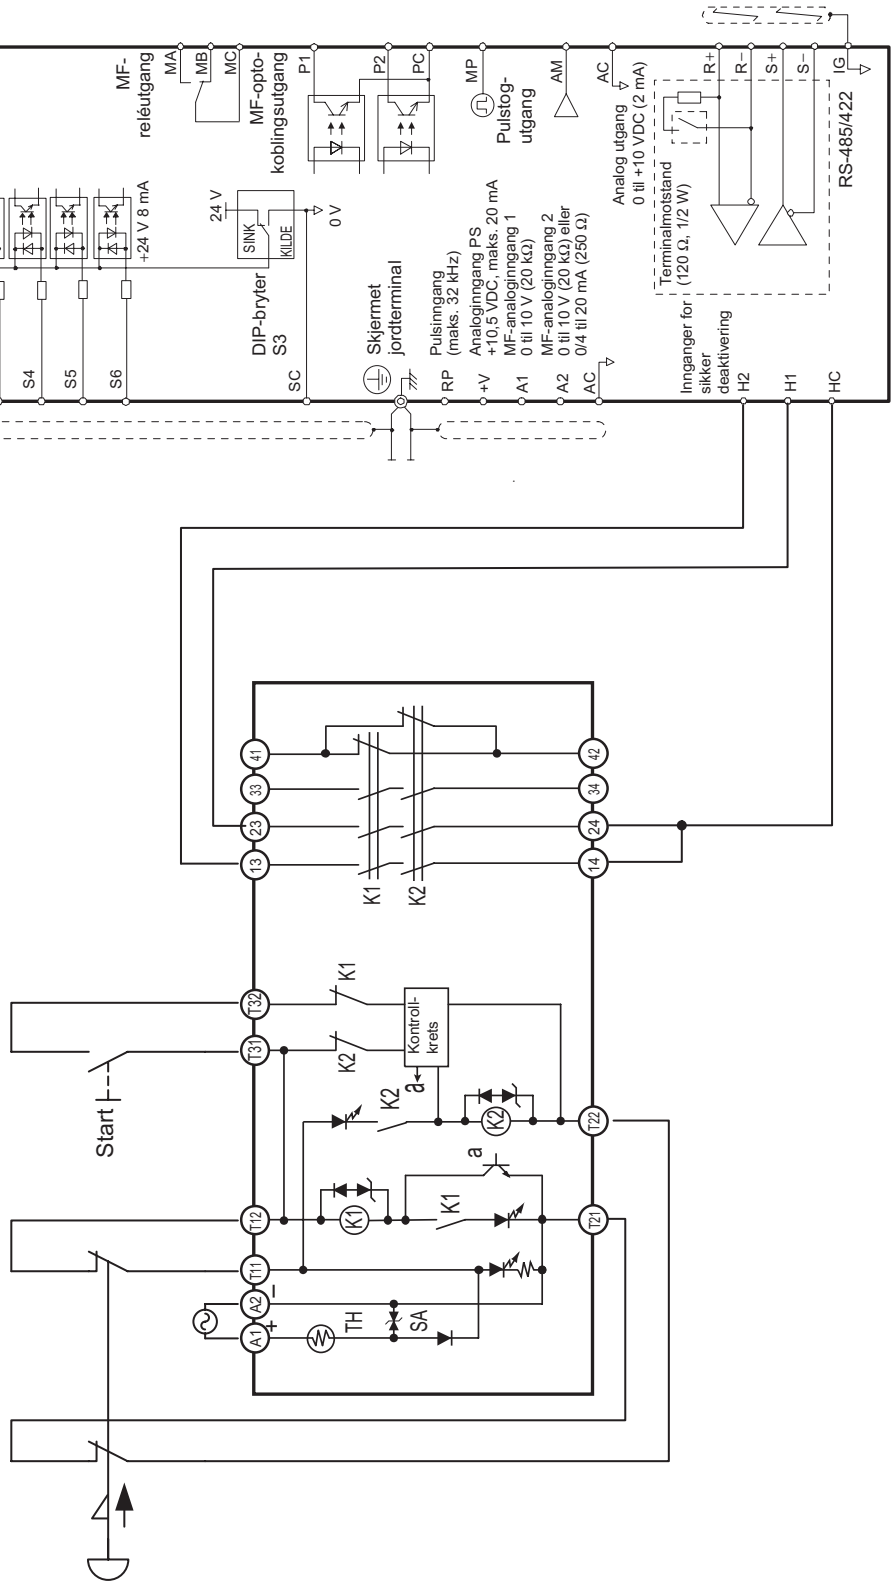 MA
MB
MC
MF-
reléutgang
P1
P2
PC
MF-opto-
koblingsutgang
MP
Pulstog-
utgang
AM
AC
Analog utgang
0 til +10 VDC (2 mA)
R+
R−
S+
S−
IG
RS-485/422
Terminalmotstand
(120 Ω, 1/2 W)
+24 V 8 mA
24 V
SINK
KILDE
0 V
DIP-bryter
S3
Skjermet
jordterminal
Pulsinngang
(maks. 32 kHz)
Analoginngang PS
+10,5 VDC, maks. 20 mA
MF-analoginngang 1
0 til 10 V (20 kΩ)
MF-analoginngang 2
0 til 10 V (20 kΩ) eller
0/4 til 20 mA (250 Ω)
Innganger for
sikker
deaktivering
S4
S5
S6
SC
RP
+V
A1
A2
AC
H2
H1
HC
41
33
23
13
42
34
24
14
K1
K2
T32
T31
K1
K2
Kontroll-
krets
a
K2
K2
T22
Start
a
T12
K1
K1
T21
T11
A2
−
A1
+
TH
SA